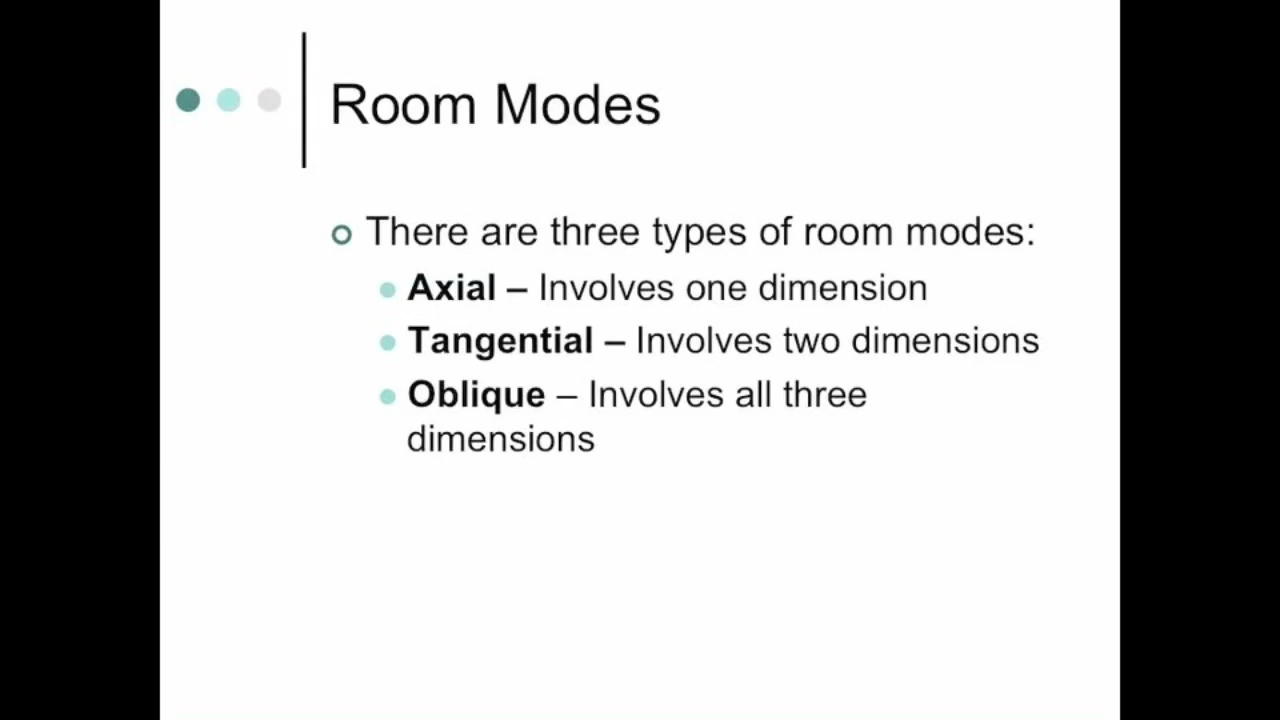 Room Modes
There are three types of room modes:
Axial – Involves one dimension
Tangential – Involves two dimensions
Oblique – Involves all three
dimensions